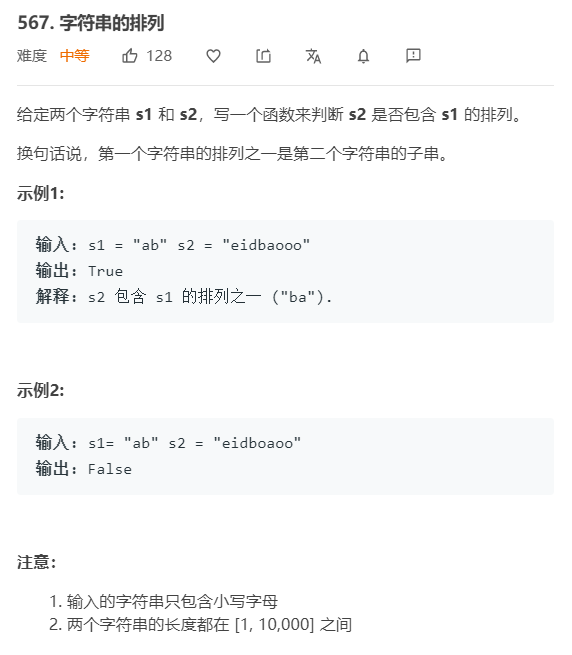 567. 字符串的排列
难度 中等 128
给定两个字符串 s1 和 s2，写一个函数来判断 s2 是否包含 s1 的排列。
换句话说，第一个字符串的排列之一是第二个字符串的子串。
示例1:
输入: s1 = "ab" s2 = "eidbaooo"
输出: True
解释: s2 包含 s1 的排列之一 ("ba").
示例2:
输入: s1= "ab" s2 = "eidboaoo"
输出: False
注意：
1. 输入的字符串只包含小写字母
2. 两个字符串的长度都在 [1, 10,000] 之间